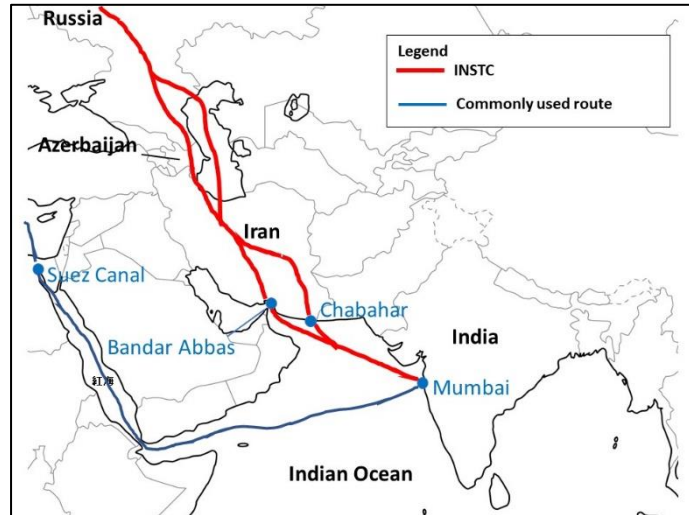 Russia
Legend
INSTC
Commonly used route
Azerbaijan
Iran
Suez Canal
Chabahar
Bandar Abbas
India
Mumbai
紅海
Indian Ocean